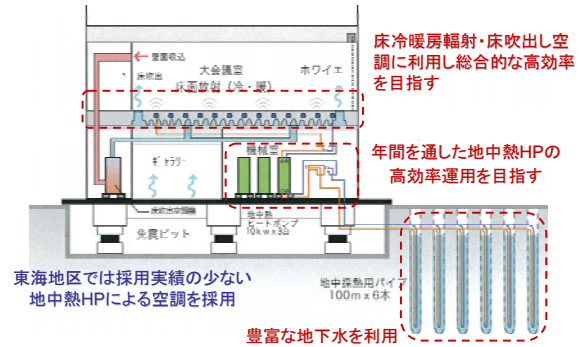 床冷暖房輻射・床吹出し空
調に利用し総合的な高効率
を目指す
壁面吸込
床吹出
大会議室
床面放射（冷・暖）
ホワイエ
年間を通した地中熱HPの
高効率運用を目指す
機械室
ギャラリー
床吹出空調機
地中熱
ヒートポンプ
10kw×3台
免震ピット
東海地区では採用実績の少ない
地中熱HPによる空調を採用
地中採熱用パイプ
100m×6本
豊富な地下水を利用